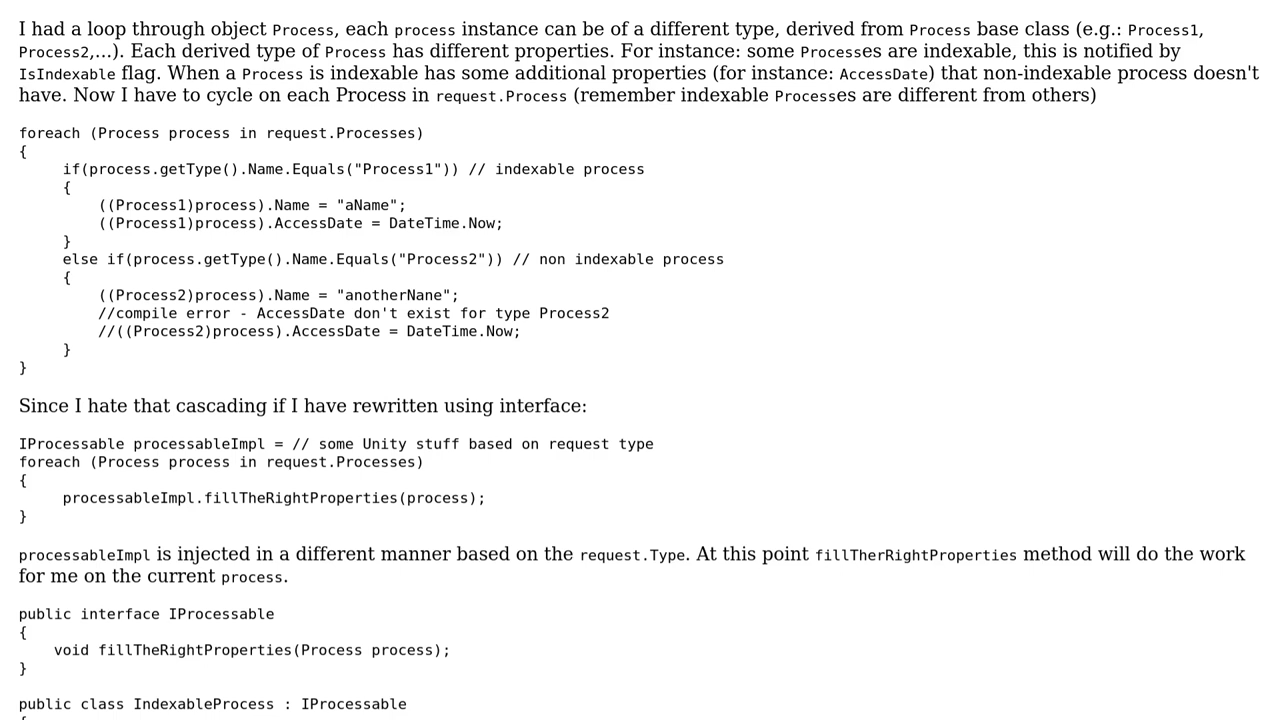 I had a loop through object Process, each process instance can be of a different type, derived from Process base class (e.g.: Process1,
Process2,...). Each derived type of Process has different properties. For instance: some Processes are indexable, this is notified by
IsIndexable flag. When a Process is indexable has some additional properties (for instance: AccessDate) that non-indexable process doesn't
have. Now I have to cycle on each Process in request.Process (remember indexable Processes are different from others)
foreach (Process process in request.Processes)
{
     if(process.getType().Name.Equals("Process1")) // indexable process
     {
         ((Process1)process).Name = "aName";
         ((Process1)process).AccessDate = DateTime.Now;
     }
     else if(process.getType().Name.Equals("Process2")) // non indexable process
     {
         ((Process2)process).Name = "anotherNane";
         //compile error - AccessDate don't exist for type Process2
         //((Process2)process).AccessDate = DateTime.Now;
     }
}
Since I hate that cascading if I have rewritten using interface:
IProcessable processableImpl = // some Unity stuff based on request type
foreach (Process process in request.Processes)
{
     processableImpl.fillTheRightProperties(process);
}
processableImpl is injected in a different manner based on the request.Type. At this point fillTherRightProperties method will do the work
for me on the current process.
public interface IProcessable
{
    void fillTheRightProperties(Process process);
}
public class IndexableProcess : IProcessable
{